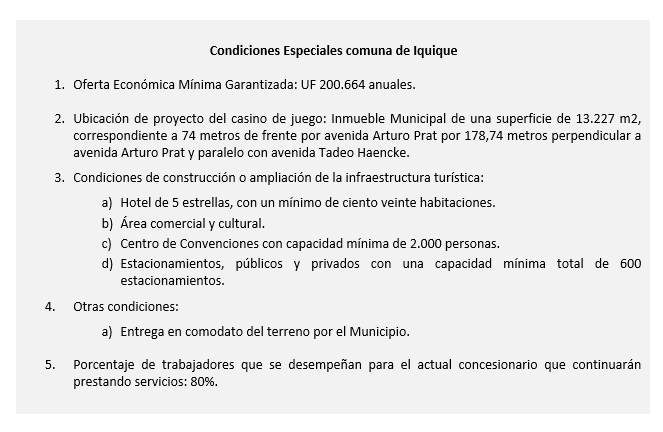 Condiciones Especiales comuna de Iquique
1. Oferta Económica Mínima Garantizada: UF 200.664 anuales.
2. Ubicación de proyecto del casino de juego: Inmueble Municipal de una superficie de 13.227 m2,
correspondiente a 74 metros de frente por avenida Arturo Prat por 178,74 metros perpendicular a
avenida Arturo Prat y paralelo con avenida Tadeo Haencke.
3. Condiciones de construcción o ampliación de la infraestructura turística:
a) Hotel de 5 estrellas, con un mínimo de ciento veinte habitaciones.
b) Área comercial y cultural.
c) Centro de Convenciones con capacidad mínima de 2.000 personas.
d) Estacionamientos, públicos y privados con una capacidad mínima total de 600
estacionamientos.
4. Otras condiciones:
a) Entrega en comodato del terreno por el Municipio.
5. Porcentaje de trabajadores que se desempeñan para el actual concesionario que continuarán
prestando servicios: 80%.